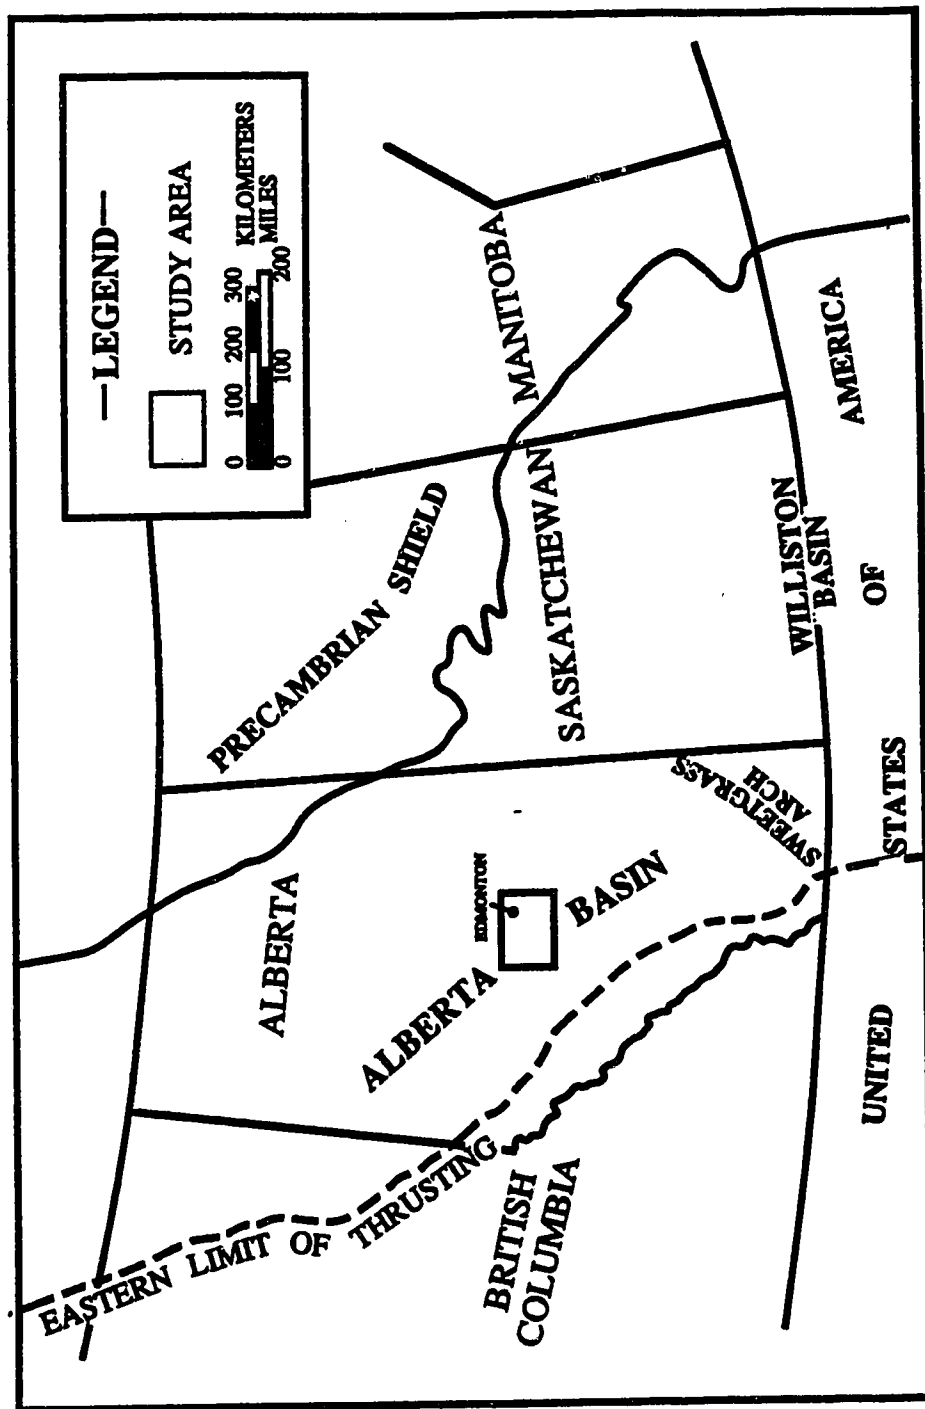 —LEGEND—
STUDY AREA
0 100 200 300 KILOMETERS
0 100 200 MILES
PRECAMBRIAN SHIELD
ALBERTA
EDMONTON
ALBERTA BASIN
EASTERN LIMIT OF THRUSTING
BRITISH
COLUMBIA
SASKATCHEWAN
MANITOBA
SWEETGRASS
ARCH
WILLISTON
BASIN
UNITED STATES OF AMERICA